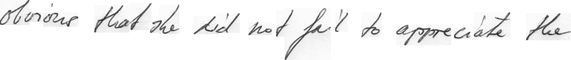 obvious that she did not fail to appreciate the